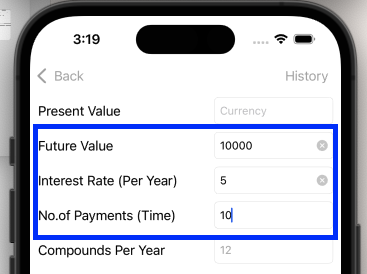 3:19
Back History
Present Value Currency
Future Value 10000
Interest Rate (Per Year) 5
No.of Payments (Time) 10
Compounds Per Year 12